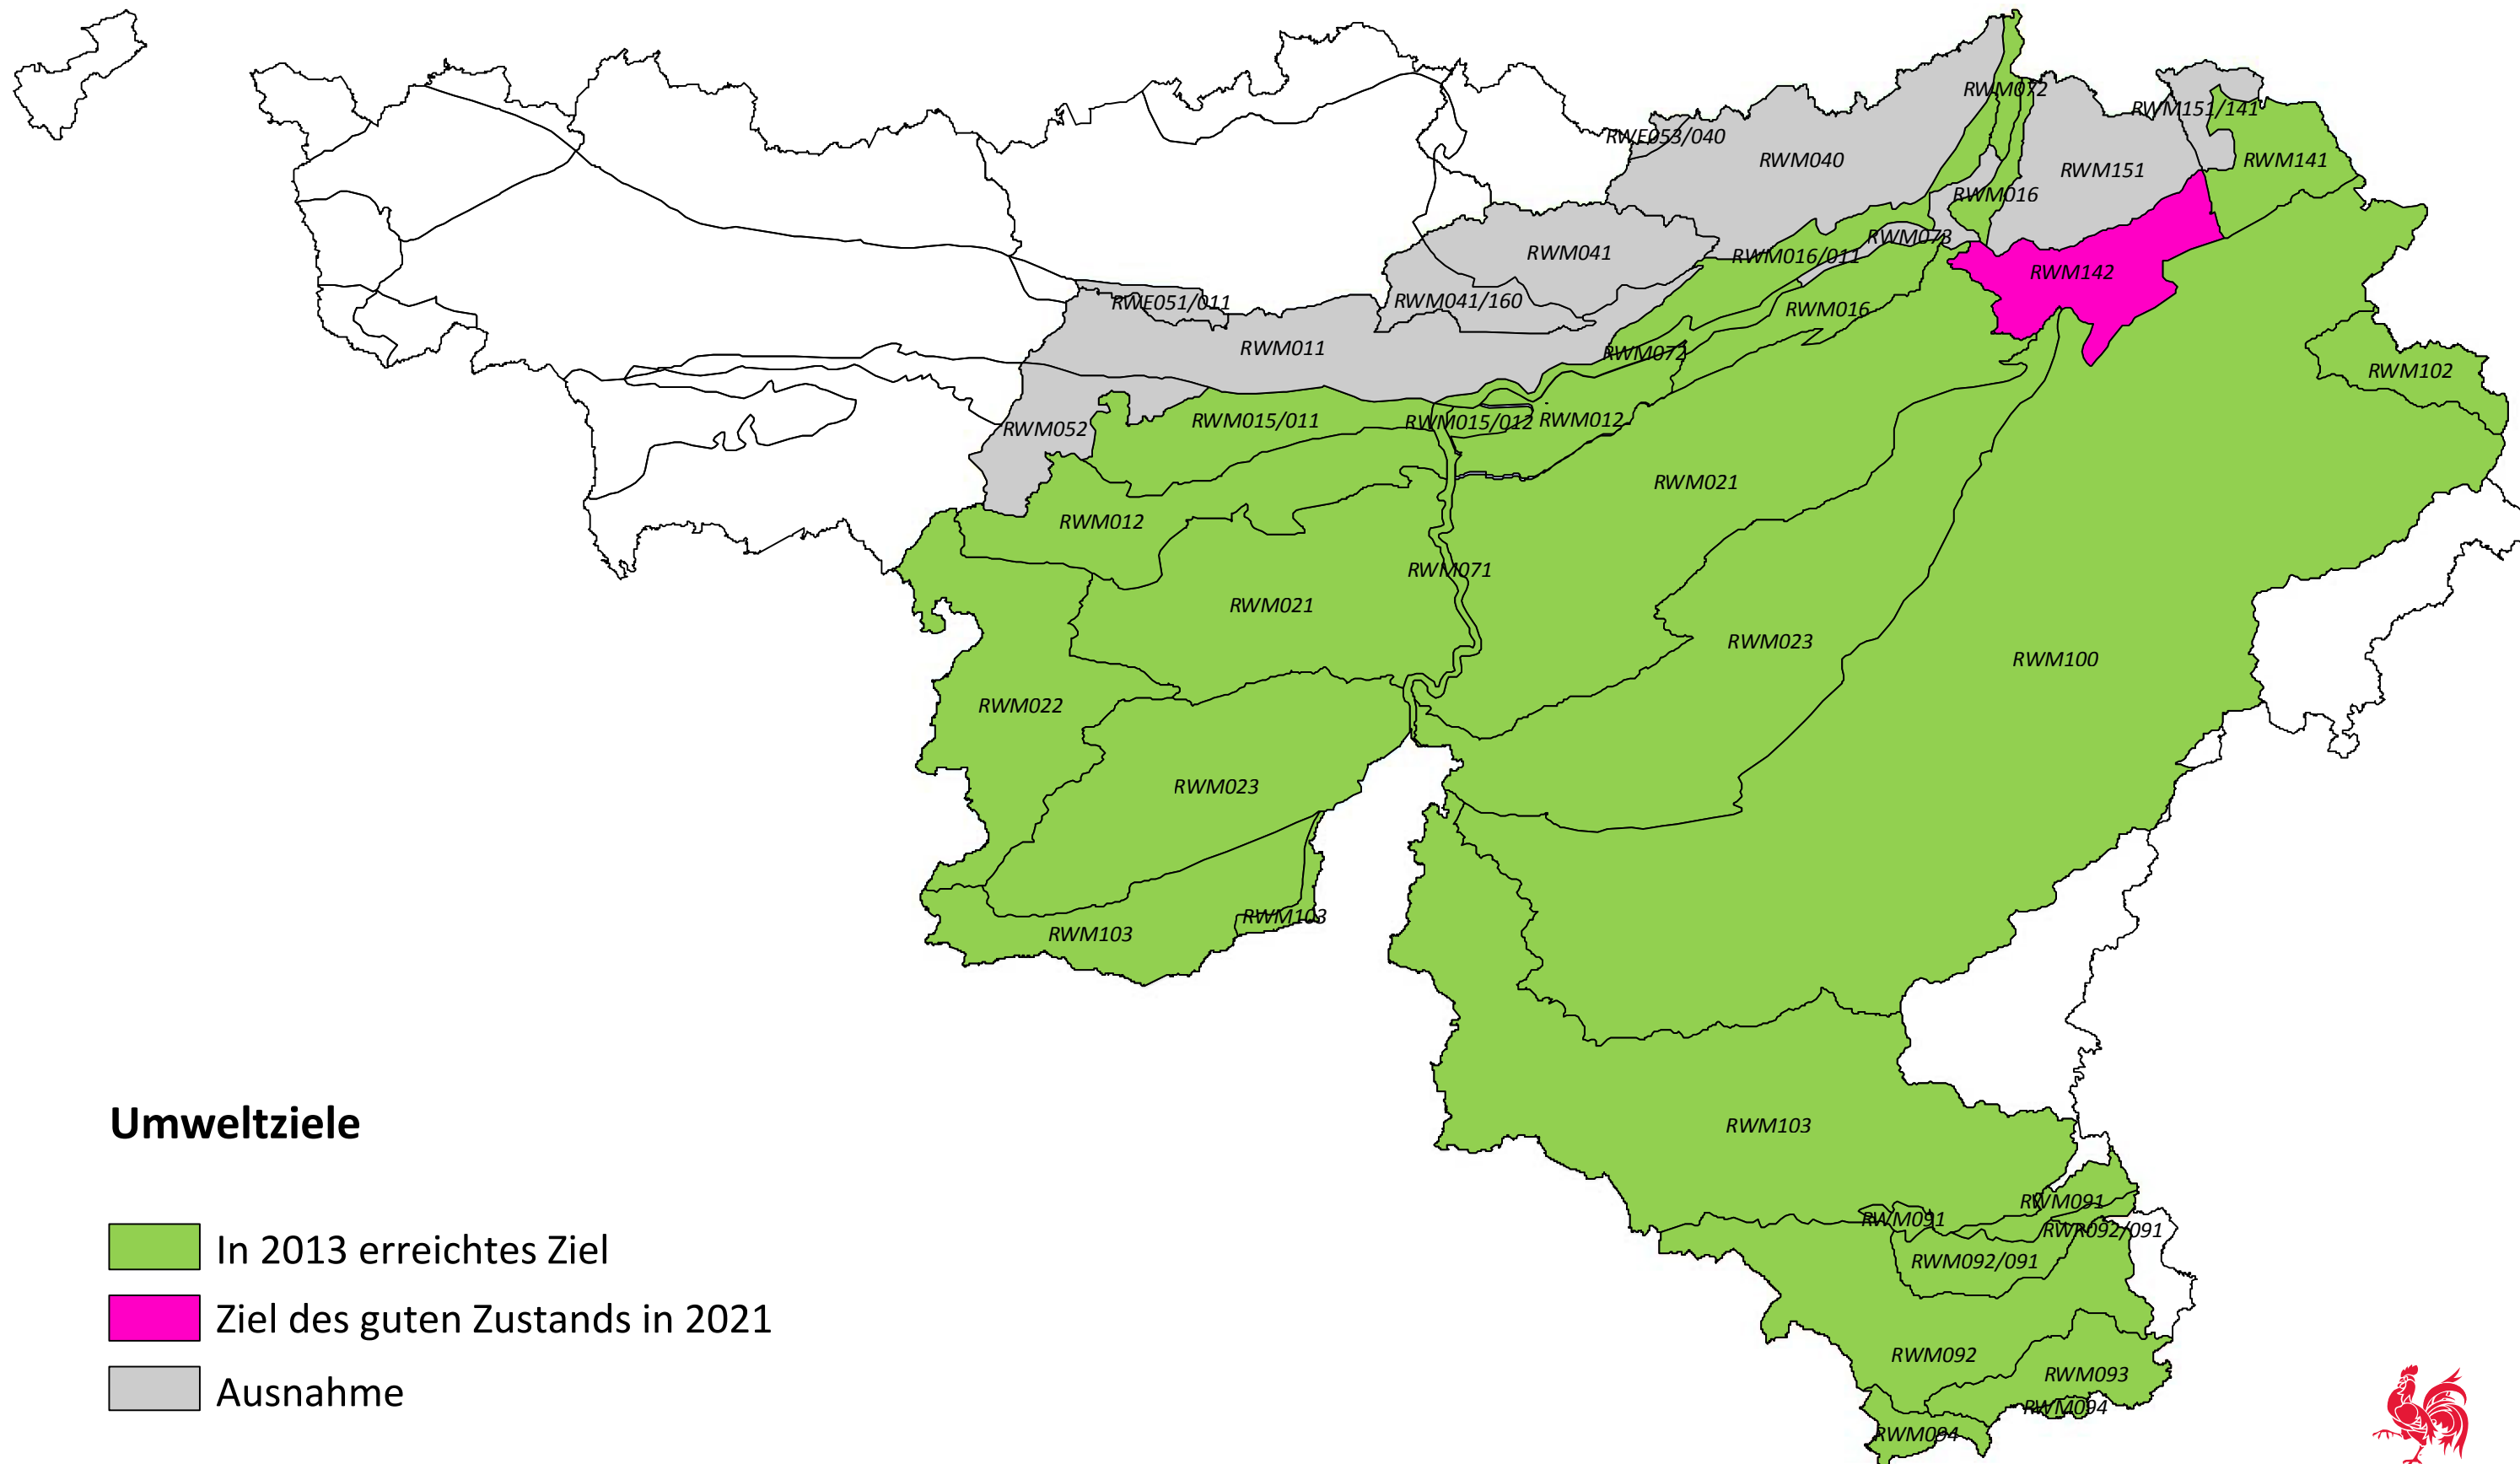 RWM072
RWM151/141
RWE053/040
RWM040
RWM151
RWM141
RWM016
RWM073
RWM041
RWM016/011
RWM142
RWE051/011
RWM041/160
RWM016
RWM011
RWM072
RWM102
RWM052
RWM015/011
RWM015/012
RWM012
RWM021
RWM012
RWM071
RWM021
RWM023
RWM100
RWM022
RWM023
RWM103
RWM103
RWM103
RWM091
RWM091
RWR092/091
RWM092/091
RWM092
RWM093
RWM094
RWM094
Umweltziele
In 2013 erreichtes Ziel
Ziel des guten Zustands in 2021
Ausnahme